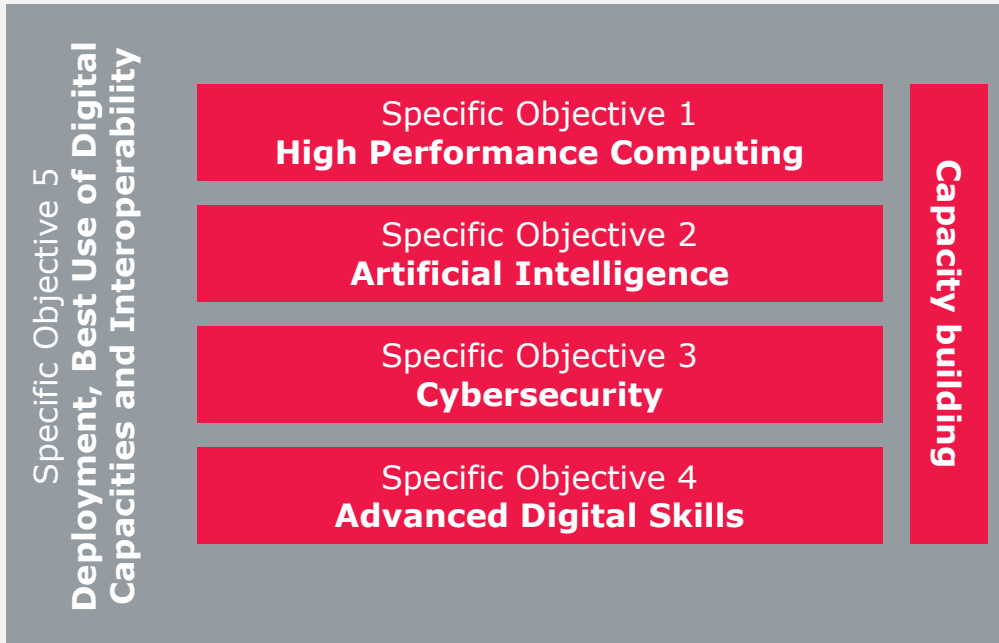 Specific Objective 5
Deployment, Best Use of Digital
Capacities and Interoperability
Specific Objective 1
High Performance Computing
Specific Objective 2
Artificial Intelligence
Specific Objective 3
Cybersecurity
Specific Objective 4
Advanced Digital Skills
Capacity building